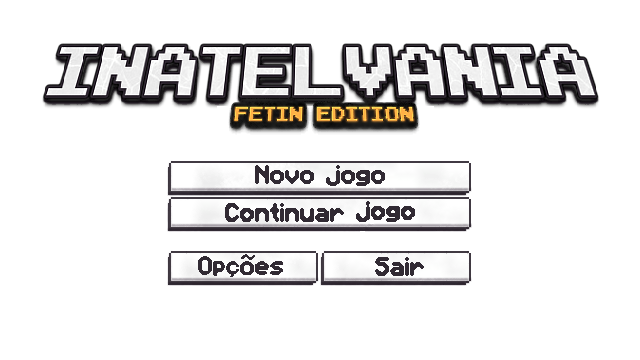 INATELVANIA
FETIN EDITION
Novo jogo
Continuar jogo
Opções
Sair